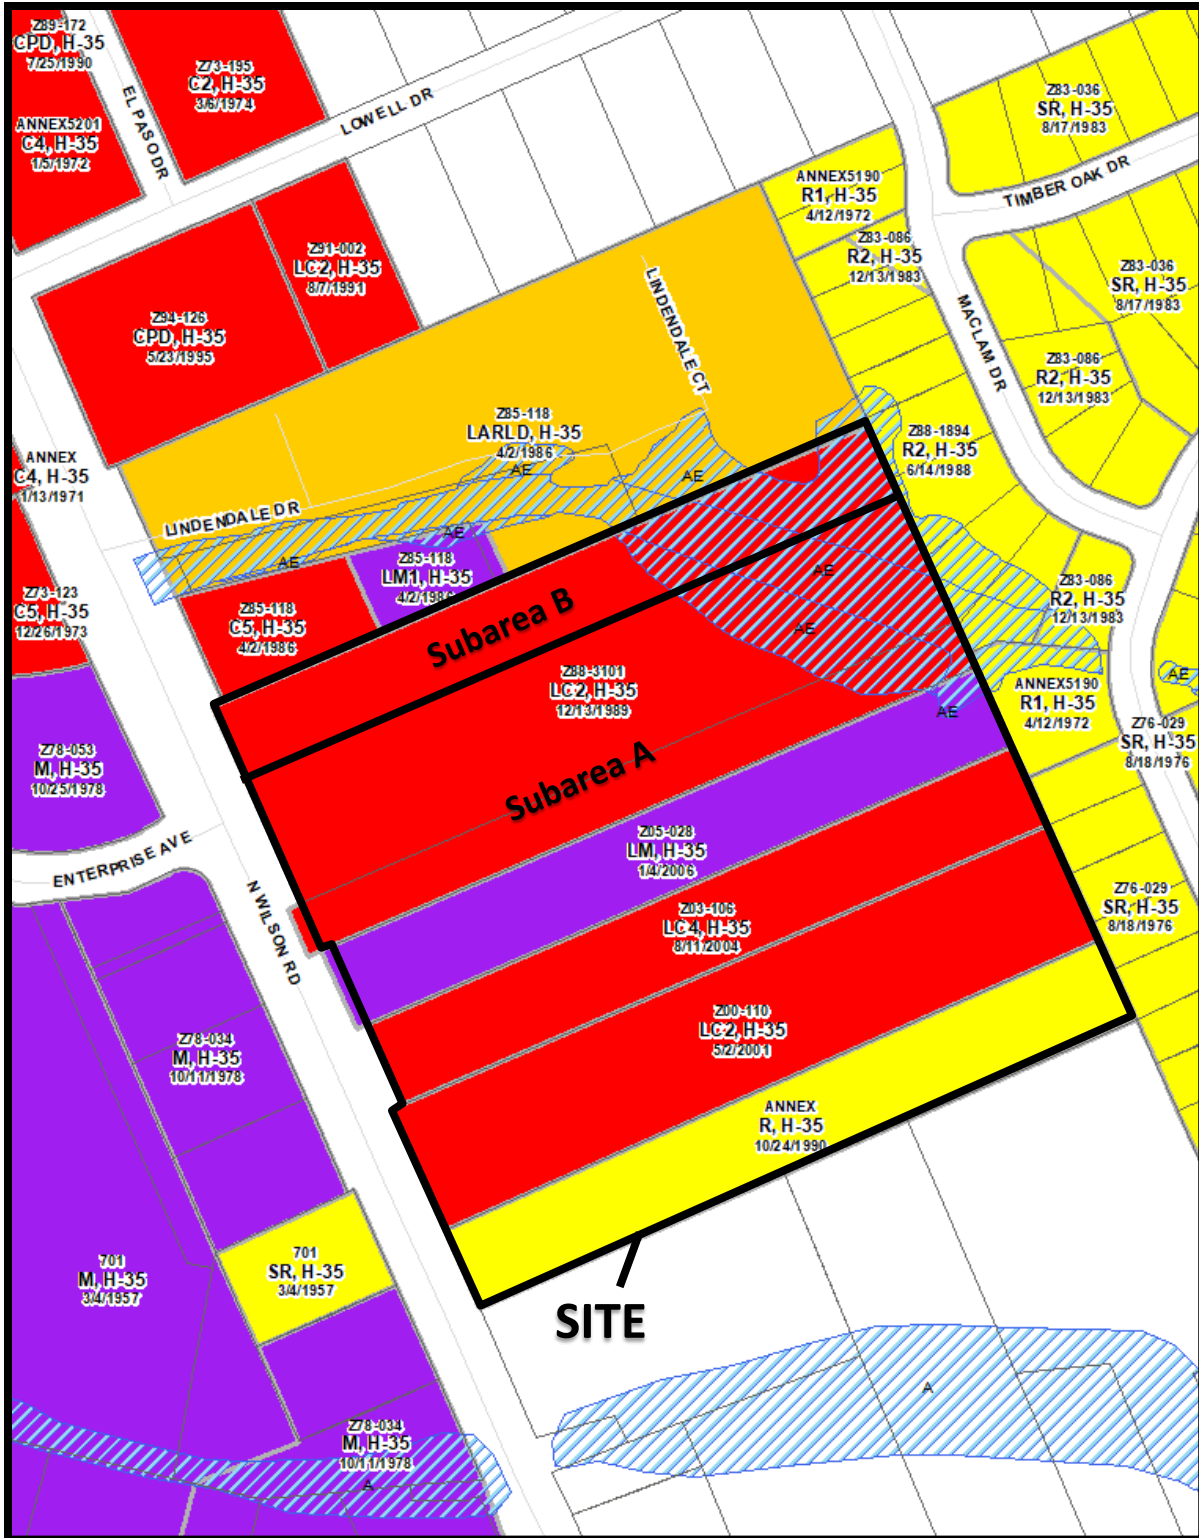 Z89-172
CPD, H-35
7/25/1990
Z73-195
C2, H-35
3/6/1974
EL PASO DR
LOWELL DR
ANNEX5201
C4, H-35
1/5/1972
Z83-036
SR, H-35
8/17/1983
TIMBER OAK DR
ANNEX5190
R1, H-35
4/12/1972
Z83-086
R2, H-35
12/13/1983
Z91-002
LC2, H-35
8/7/1991
Z83-036
SR, H-35
8/17/1983
LINDENDALE CT
MACLAM DR
Z94-126
CPD, H-35
5/23/1995
Z83-086
R2, H-35
12/13/1983
Z85-118
LARLD, H-35
4/2/1986
AE
AE
Z88-1894
R2, H-35
6/14/1988
ANNEX
C4, H-35
1/13/1971
LINDENDALE DR
AE
AE
Z85-118
LM1, H-35
AE
Z73-123
C5, H-35
12/26/1973
Z85-118
C5, H-35
4/2/1986
Subarea B
AE
Z83-086
R2, H-35
12/13/1983
Z88-3101
LC2, H-35
12/13/1989
ANNEX5190
R1, H-35
4/12/1972
AE
AE
Z76-029
SR, H-35
8/18/1976
Z78-053
M, H-35
10/25/1978
Subarea A
ENTERPRISE AVE
Z05-028
LM, H-35
1/4/2006
N WILSON RD
Z03-106
LC4, H-35
8/11/2004
Z76-029
SR, H-35
8/18/1976
Z78-034
M, H-35
10/11/1978
Z00-110
LC2, H-35
5/2/2001
ANNEX
R, H-35
10/24/1990
701
M, H-35
3/4/1957
701
SR, H-35
3/4/1957
SITE
A
Z78-034
M, H-35
10/11/1978
A